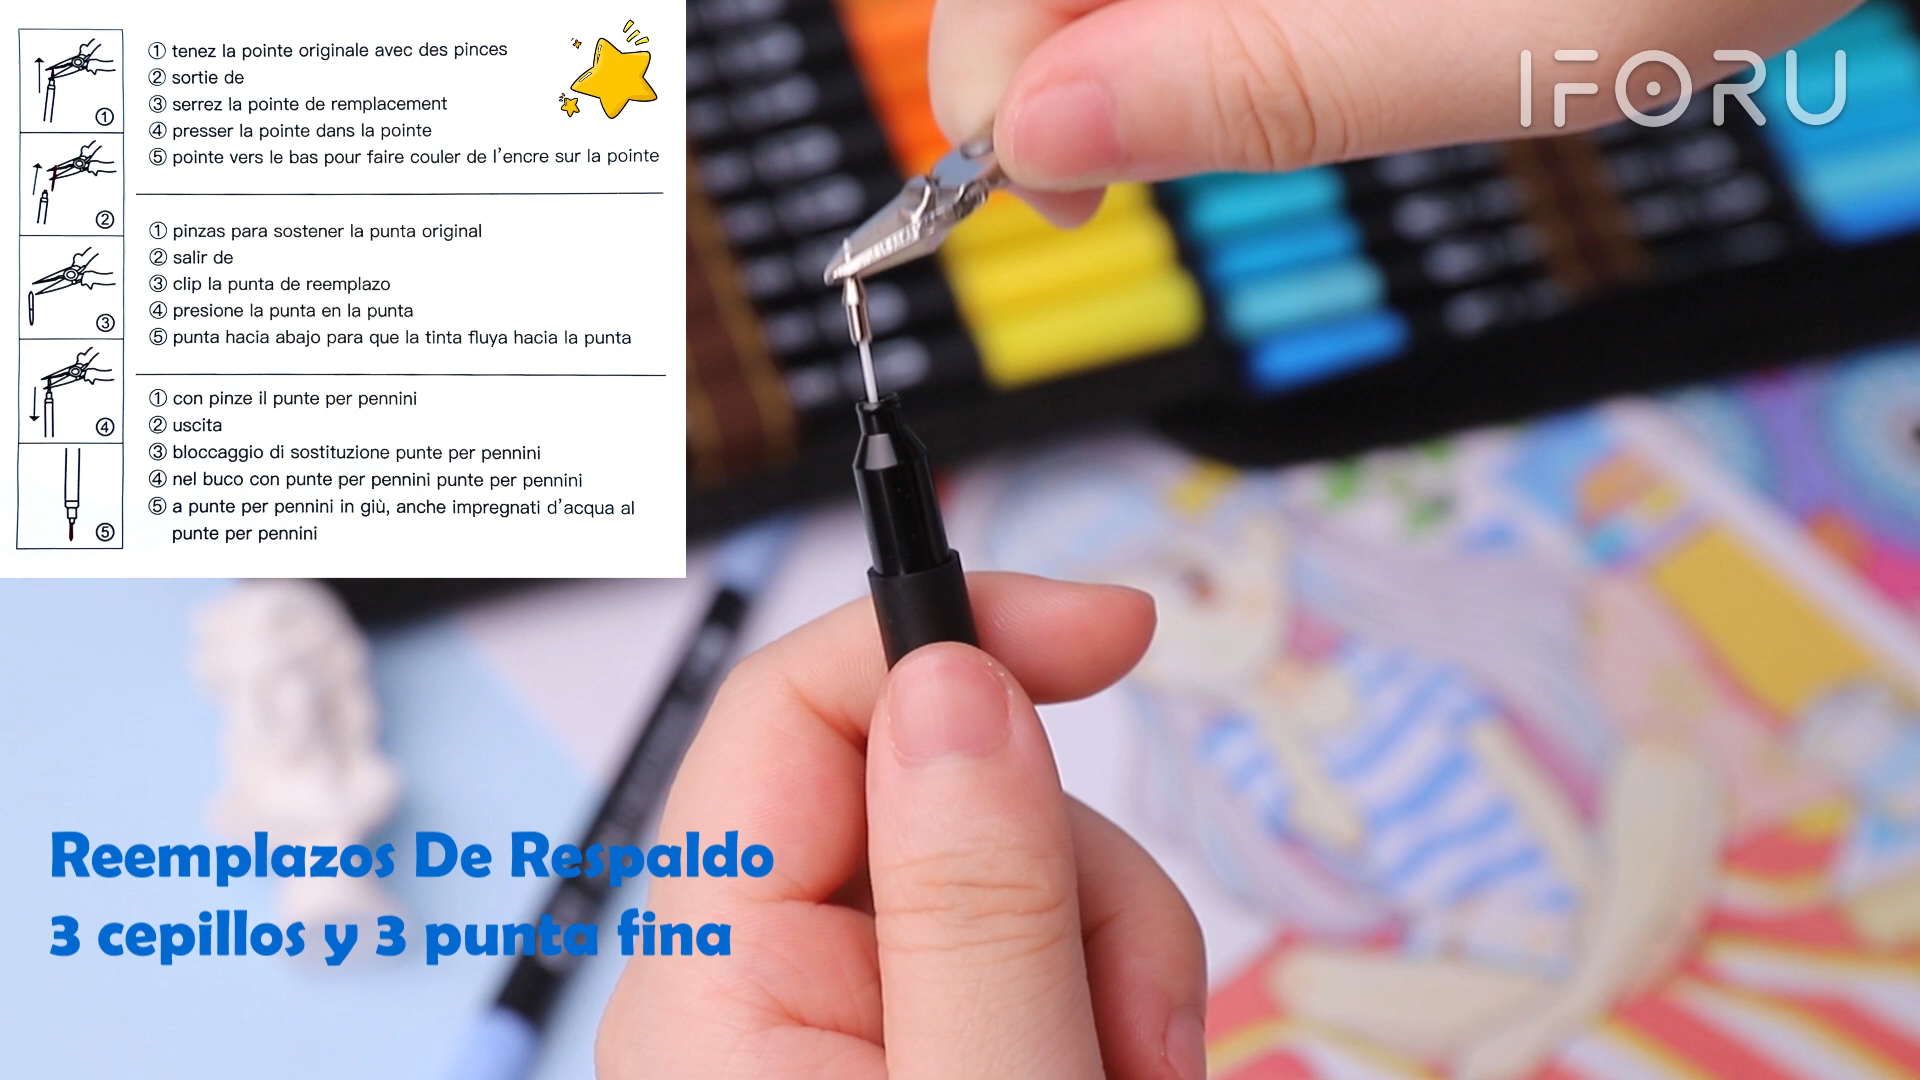 ① tenez la pointe originale avec des pinces
② sortie de
③ serrez la pointe de remplacement
④ presser la pointe dans la pointe
⑤ pointe vers le bas pour faire couler de l'encre sur la pointe
① pinzas para sostener la punta original
② salir de
③ clip la punta de reemplazo
④ presione la punta en la punta
⑤ punta hacia abajo para que la tinta fluya hacia la punta
① con pinze il punte per pennini
② uscita
③ bloccaggio di sostituzione punte per pennini
④ nel buco con punte per pennini punte per pennini
⑤ a punte per pennini in giù, anche impregnati d'acqua al
punte per pennini
①
②
③
④
⑤
IFORU
Reemplazos De Respaldo
3 cepillos y 3 punta fina